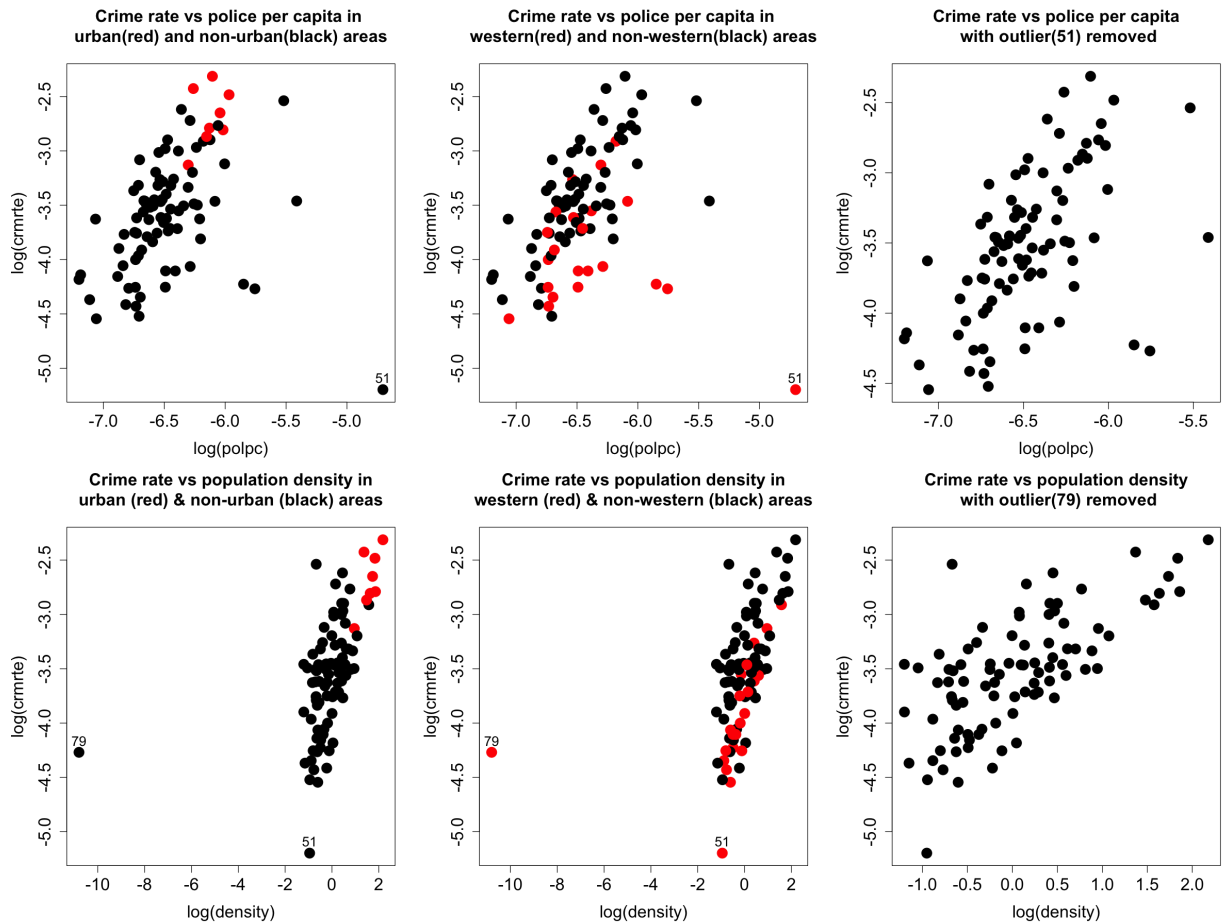 Crime rate vs police per capita in
urban(red) and non-urban(black) areas
log(crmrte)
-2.5
-3.0
-3.5
-4.0
-4.5
-5.0
51
-7.0 -6.5 -6.0 -5.5 -5.0
log(polpc)
Crime rate vs police per capita in
western(red) and non-western(black) areas
log(crmrte)
-2.5
-3.0
-3.5
-4.0
-4.5
-5.0
51
-7.0 -6.5 -6.0 -5.5 -5.0
log(polpc)
Crime rate vs police per capita
with outlier(51) removed
log(crmrte)
-2.5
-3.0
-3.5
-4.0
-4.5
-7.0 -6.5 -6.0 -5.5
log(polpc)
Crime rate vs population density in
urban (red) & non-urban (black) areas
log(crmrte)
-2.5
-3.0
-3.5
-4.0
-4.5
-5.0
79
51
-10 -8 -6 -4 -2 0 2
log(density)
Crime rate vs population density in
western (red) & non-western (black) areas
log(crmrte)
-2.5
-3.0
-3.5
-4.0
-4.5
-5.0
79
51
-10 -8 -6 -4 -2 0 2
log(density)
Crime rate vs population density
with outlier(79) removed
log(crmrte)
-2.5
-3.0
-3.5
-4.0
-4.5
-5.0
-1.0 -0.5 0.0 0.5 1.0 1.5 2.0
log(density)